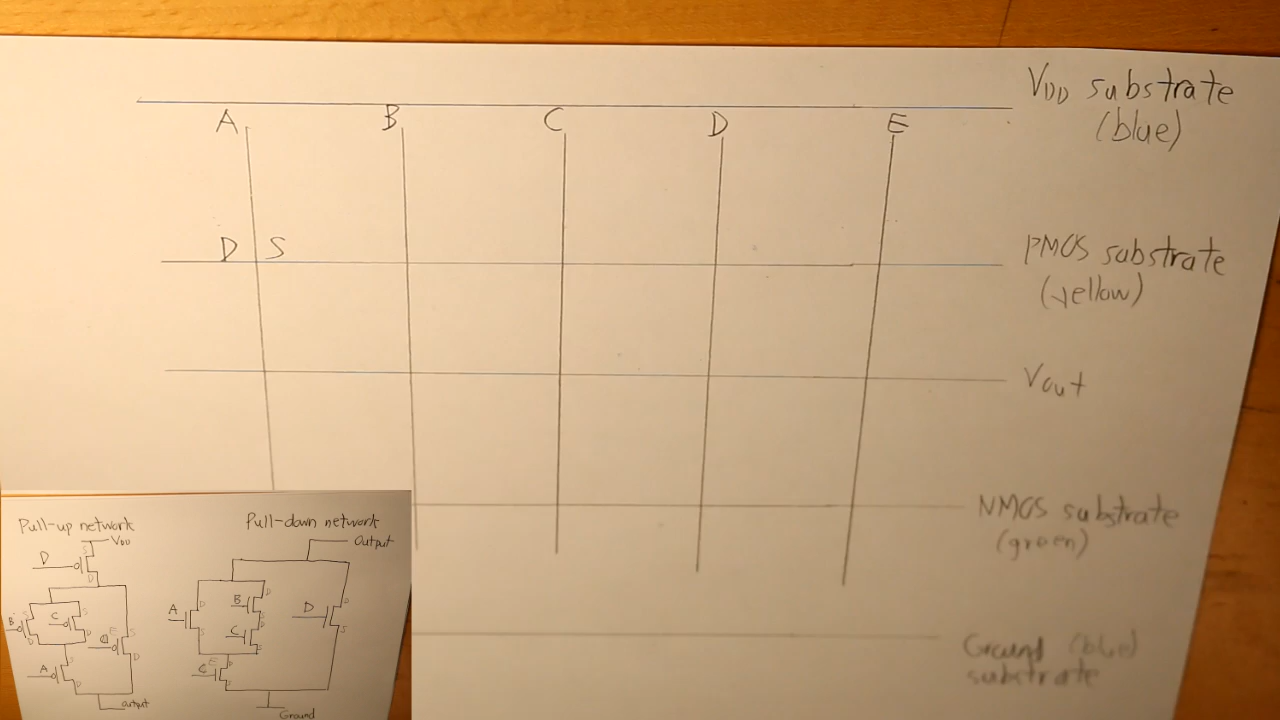 VDD substrate
(blue)
A B C D E
D S
PMOS substrate
(yellow)
Vout
NMOS substrate
(green)
Ground (blue)
substrate
Pull-up network
VDD
S
D
D
S
S
B
C
D
D
E
S
D
A
S
D
output
Pull-down network
output
A
D
S
B
D
S
C
D
S
D
D
S
C E
D
S
Ground